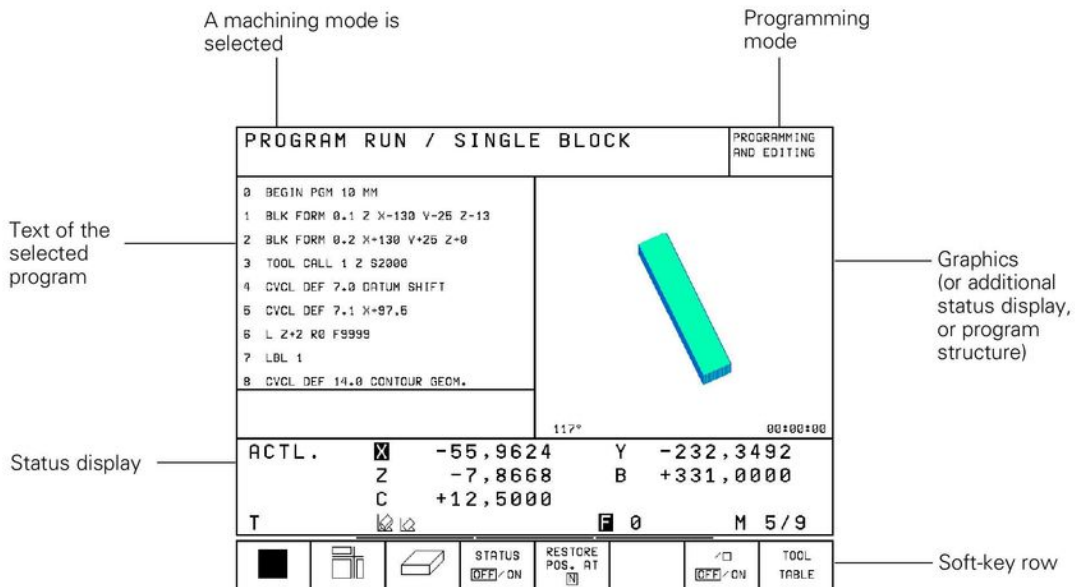 A machining mode is
selected
Programming
mode
PROGRAM RUN / SINGLE BLOCK
PROGRAMMING
AND EDITING
Text of the
selected
program
0 BEGIN PGM 10 MM
1 BLK FORM 0.1 Z X-130 Y-25 Z-13
2 BLK FORM 0.2 X+130 Y+25 Z+0
3 TOOL CALL 1 Z S2000
4 CYCL DEF 7.0 DATUM SHIFT
5 CYCL DEF 7.1 X+97.5
6 L Z+2 R0 F9999
7 LBL 1
8 CYCL DEF 14.0 CONTOUR GEOM.
117° 00:00:00
Graphics
(or additional
status display,
or program
structure)
Status display
ACTL. X -55,9624 Y -232,3492
Z -7,8668 B +331,0000
C +12,5000
T F 0 M 5/9
STATUS
OFF / ON
RESTORE
POS. AT
N
OFF / ON
TOOL
TABLE
Soft-key row